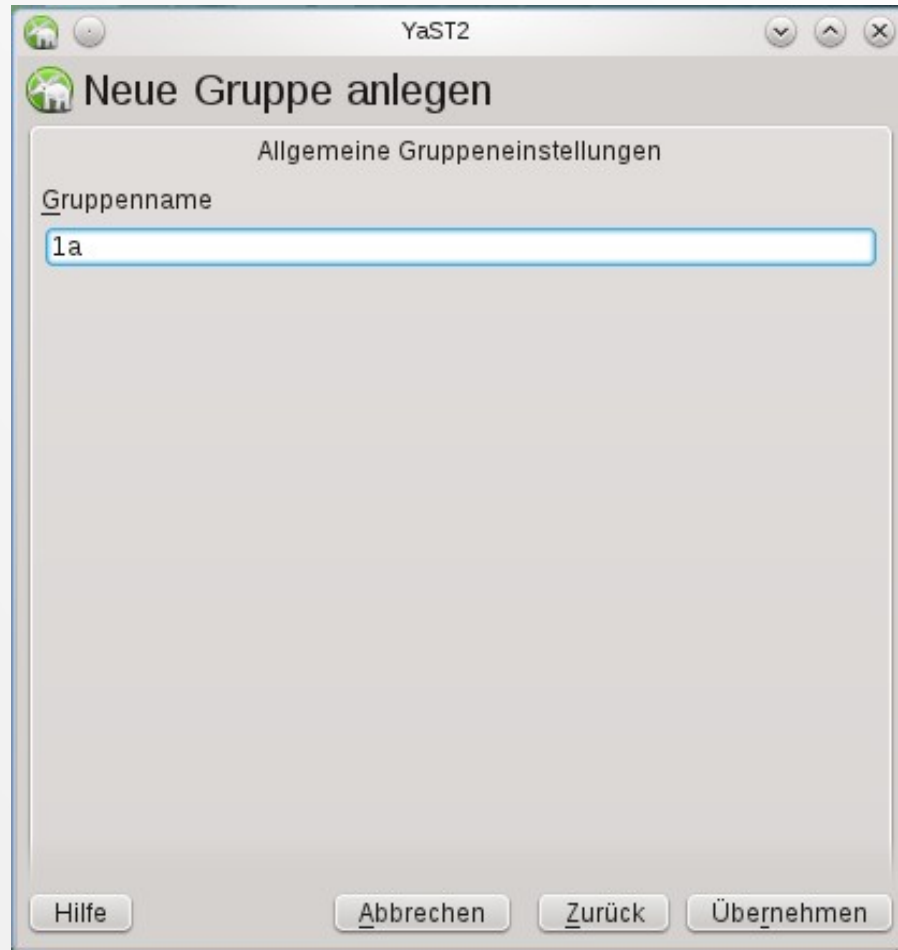 YaST2
Neue Gruppe anlegen
Allgemeine Gruppeneinstellungen
Gruppenname
1a
Hilfe Abbrechen Zurück Übernehmen